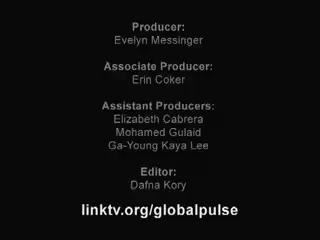 Producer:
Evelyn Messinger
Associate Producer:
Erin Coker
Assistant Producers:
Elizabeth Cabrera
Mohamed Gulaid
Ga-Young Kaya Lee
Editor:
Dafna Kory
linktv.org/globalpulse